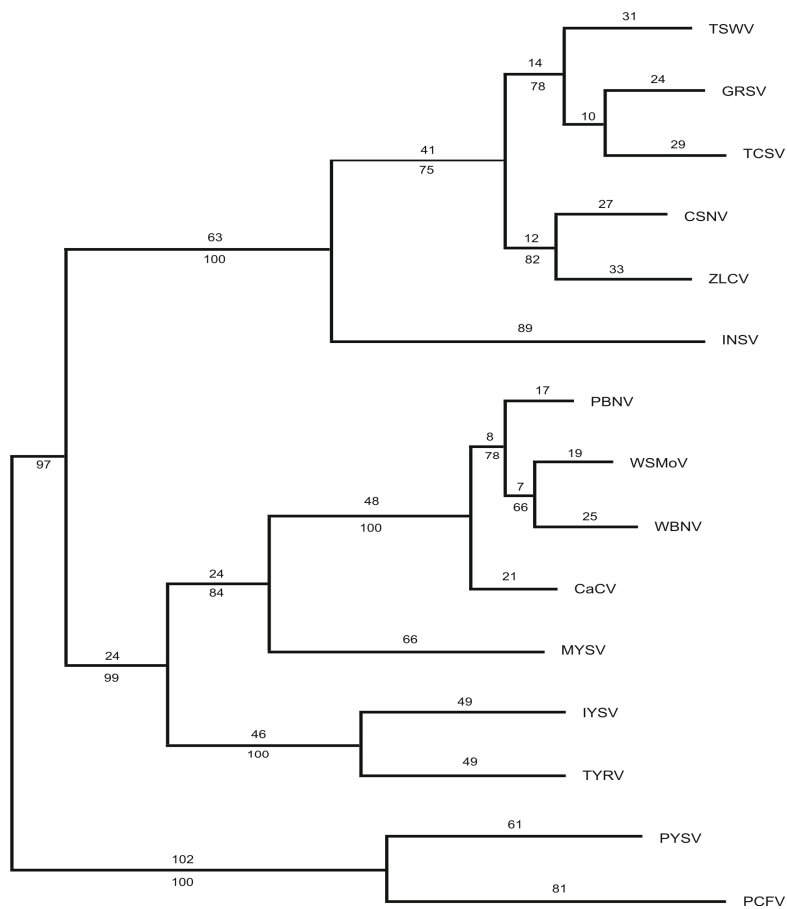 31
TSWV
14
78
24
GRSV
10
29
TCSV
41
75
27
CSNV
12
82
33
ZLCV
63
100
89
INSV
17
PBNV
8
78
19
WSMoV
7
66
25
WBNV
97
48
100
21
CaCV
24
84
66
MYSV
24
99
49
IYSV
46
100
49
TYRV
61
PYSV
102
100
81
PCFV